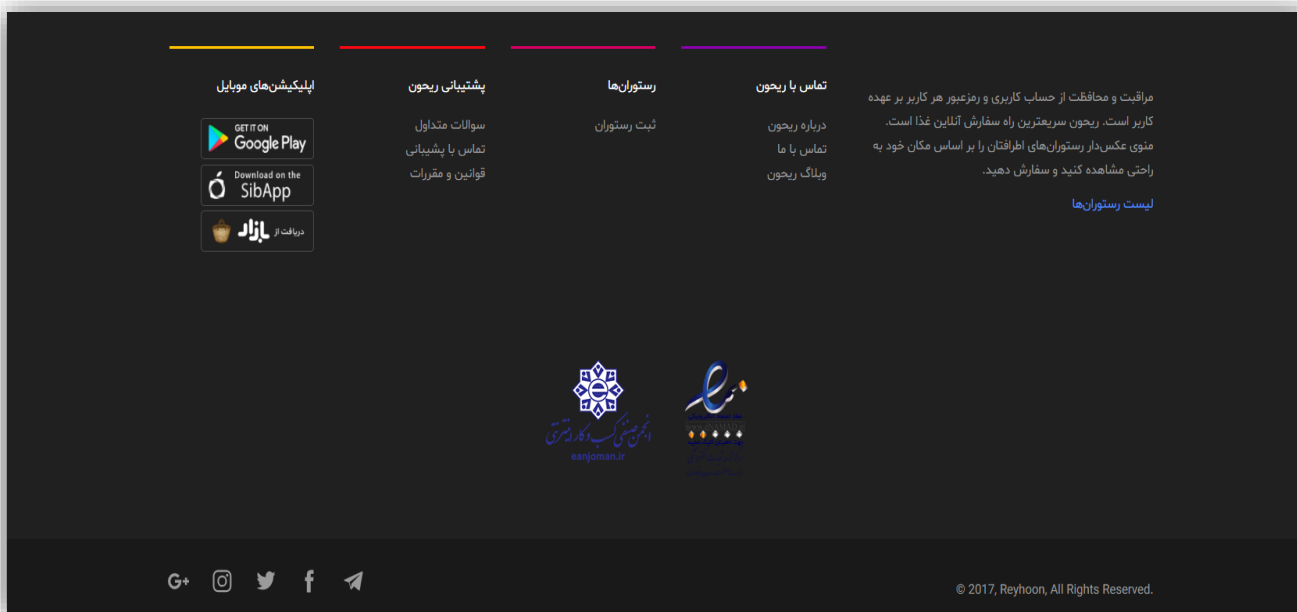 مراقبت و محافظت از حساب کاربری و رمزعبور هر کاربر بر عهده
کاربر است. ریحون سریعترین راه سفارش آنلاین غذا است.
منوی عکس‌دار رستوران‌های اطرافتان را بر اساس مکان خود به
راحتی مشاهده کنید و سفارش دهید.
لیست رستوران‌ها
تماس با ریحون
درباره ریحون
تماس با ما
وبلاگ ریحون
رستوران‌ها
ثبت رستوران
پشتیبانی ریحون
سوالات متداول
تماس با پشیبانی
قوانین و مقررات
اپلیکیشن‌های موبایل
GET IT ON
Google Play
Download on the
SibApp
دریافت از بازار
انجمن صنفی کسب و کار اینترنتی
eanjoman.ir
G+
© 2017, Reyhoon, All Rights Reserved.